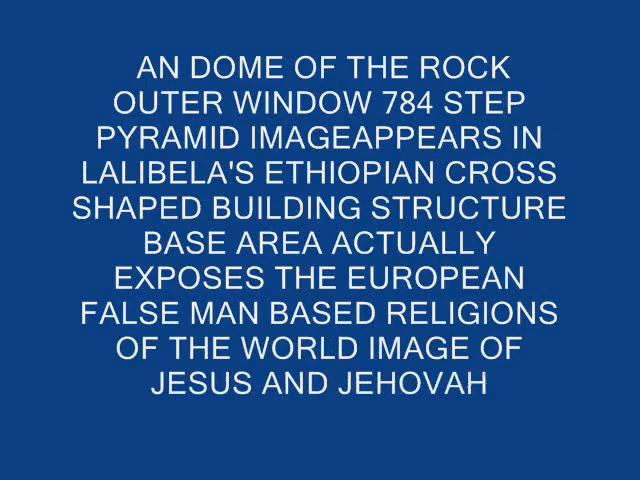 AN DOME OF THE ROCK
OUTER WINDOW 784 STEP
PYRAMID IMAGEAPPEARS IN
LALIBELA'S ETHIOPIAN CROSS
SHAPED BUILDING STRUCTURE
BASE AREA ACTUALLY
EXPOSES THE EUROPEAN
FALSE MAN BASED RELIGIONS
OF THE WORLD IMAGE OF
JESUS AND JEHOVAH